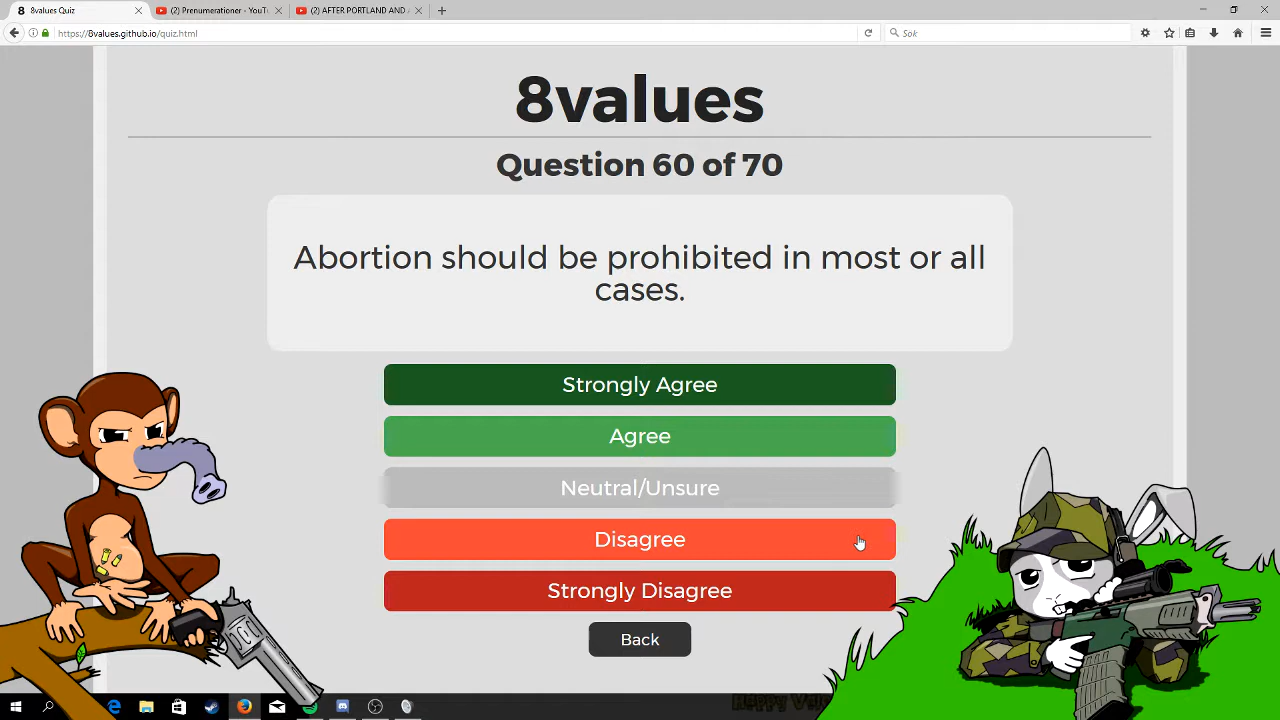 8 8values Quiz
(2) Prenumerationer - YouTu
(2) AFTER PORTLAND AND
https://8values.github.io/quiz.html
Sök
8values
Question 60 of 70
Abortion should be prohibited in most or all
cases.
Strongly Agree
Agree
Neutral/Unsure
Disagree
Strongly Disagree
Back